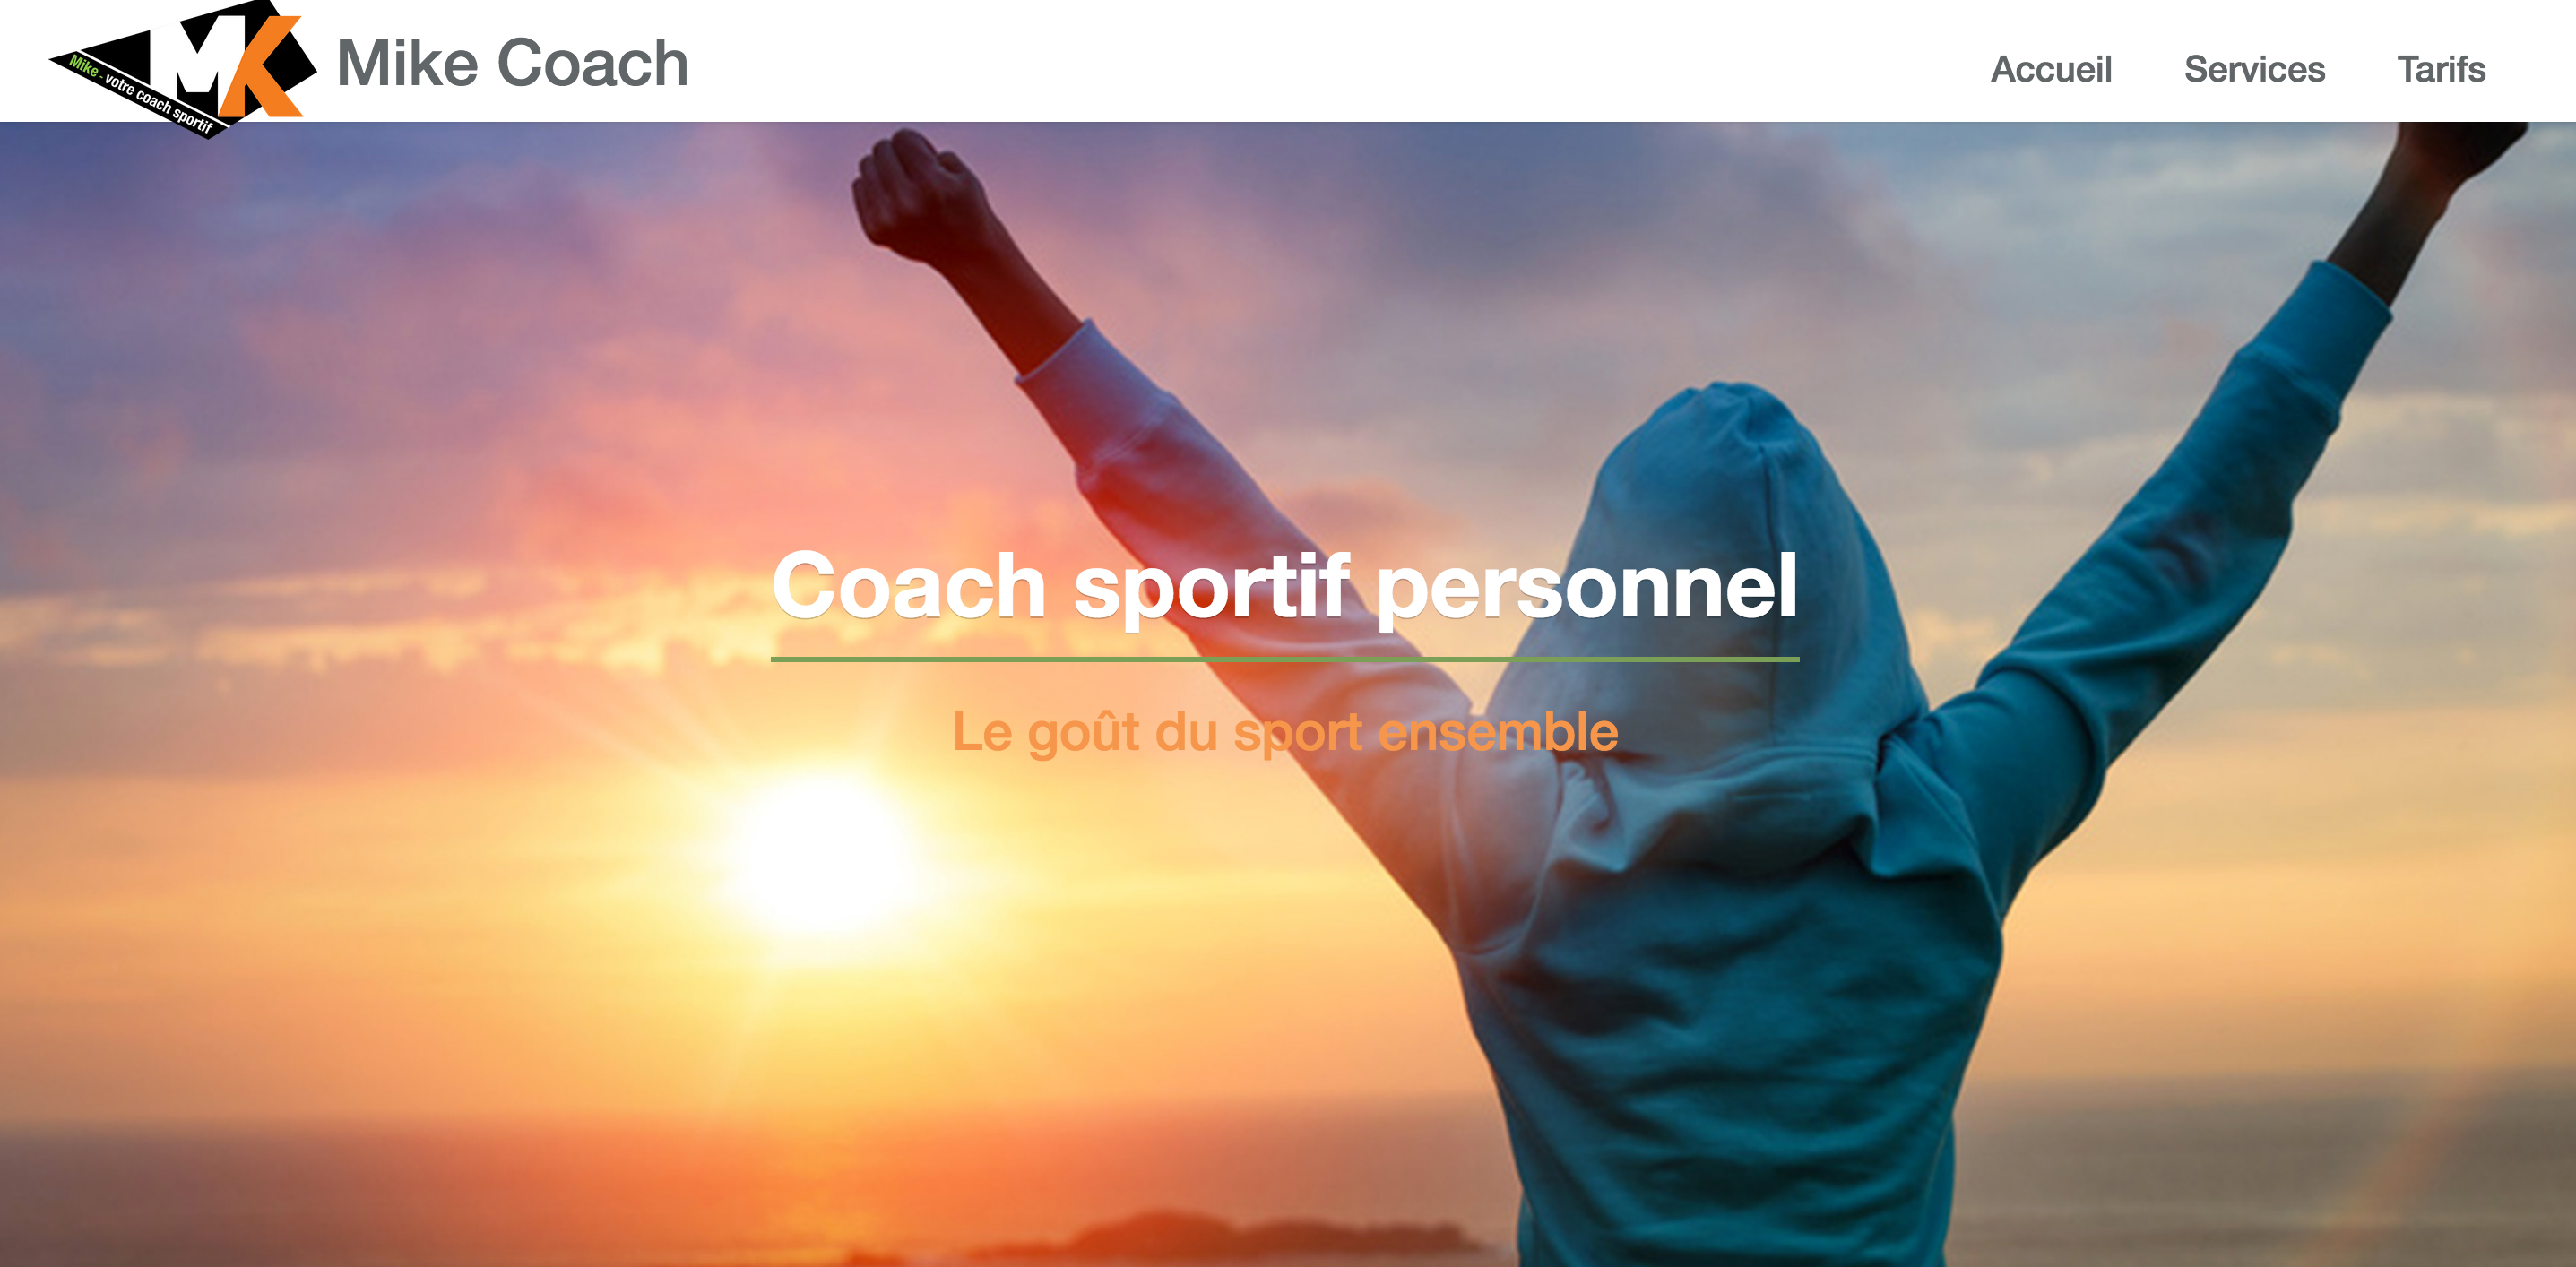 MK
Mike - votre coach sportif
Mike Coach
Accueil
Services
Tarifs
Coach sportif personnel
Le goût du sport ensemble